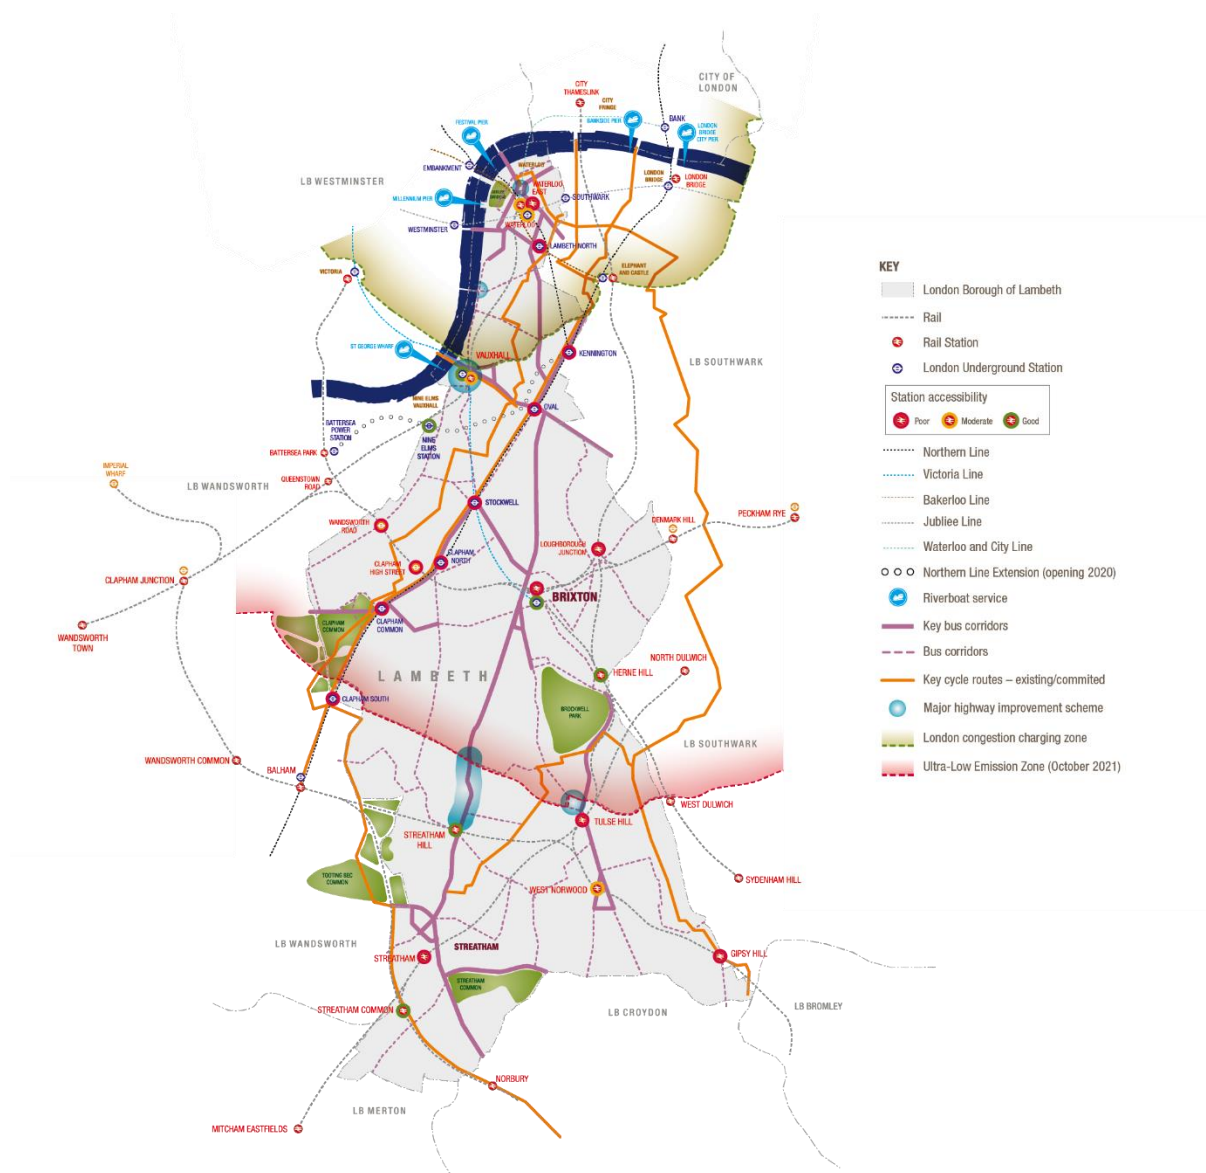 CITY OF
LONDON
CITY
THAMESLINK
CITY
FRINGE
FESTIVAL PIER
BANKSIDE PIER
BANK
LONDON
BRIDGE
CITY PIER
EMBANKMENT
WATERLOO
LB WESTMINSTER
WATERLOO
EAST
LONDON
BRIDGE
LONDON
BRIDGE
MILLENNIUM PIER
SOUTHWARK
WESTMINSTER
WATERLOO
LAMBETH NORTH
VICTORIA
ELEPHANT
AND CASTLE
ST GEORGE WHARF
VAUXHALL
KENNINGTON
LB SOUTHWARK
NINE ELMS
VAUXHALL
OVAL
BATTERSEA
POWER
STATION
NINE
ELMS
STATION
BATTERSEA PARK
IMPERIAL
WHARF
LB WANDSWORTH
QUEENSTOWN
ROAD
STOCKWELL
WANDSWORTH
ROAD
DENMARK HILL
PECKHAM RYE
LOUGHBOROUGH
JUNCTION
CLAPHAM
NORTH
CLAPHAM
HIGH STREET
CLAPHAM JUNCTION
BRIXTON
CLAPHAM
COMMON
CLAPHAM
COMMON
WANDSWORTH
TOWN
LAMBETH
NORTH DULWICH
HERNE HILL
CLAPHAM SOUTH
BROCKWELL
PARK
LB SOUTHWARK
WANDSWORTH COMMON
BALHAM
WEST DULWICH
TULSE HILL
STREATHAM
HILL
TOOTING BEC
COMMON
SYDENHAM HILL
WEST NORWOOD
LB WANDSWORTH
STREATHAM
STREATHAM
GIPSY HILL
STREATHAM
COMMON
STREATHAM COMMON
LB CROYDON
LB BROMLEY
NORBURY
LB MERTON
MITCHAM EASTFIELDS
KEY
London Borough of Lambeth
Rail
Rail Station
London Underground Station
Station accessibility
Poor
Moderate
Good
Northern Line
Victoria Line
Bakerloo Line
Jubliee Line
Waterloo and City Line
Northern Line Extension (opening 2020)
Riverboat service
Key bus corridors
Bus corridors
Key cycle routes – existing/commited
Major highway improvement scheme
London congestion charging zone
Ultra-Low Emission Zone (October 2021)